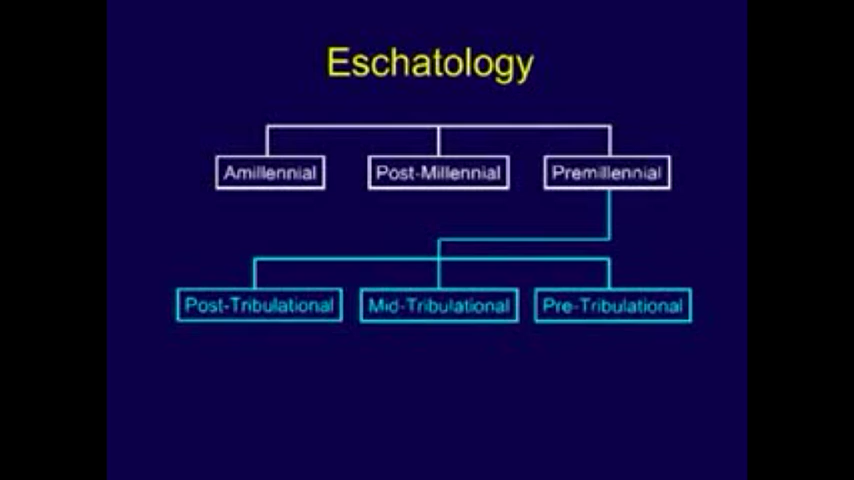 Eschatology
Amillennial Post-Millennial Premillennial
Post-Tribulational Mid-Tribulational Pre-Tribulational